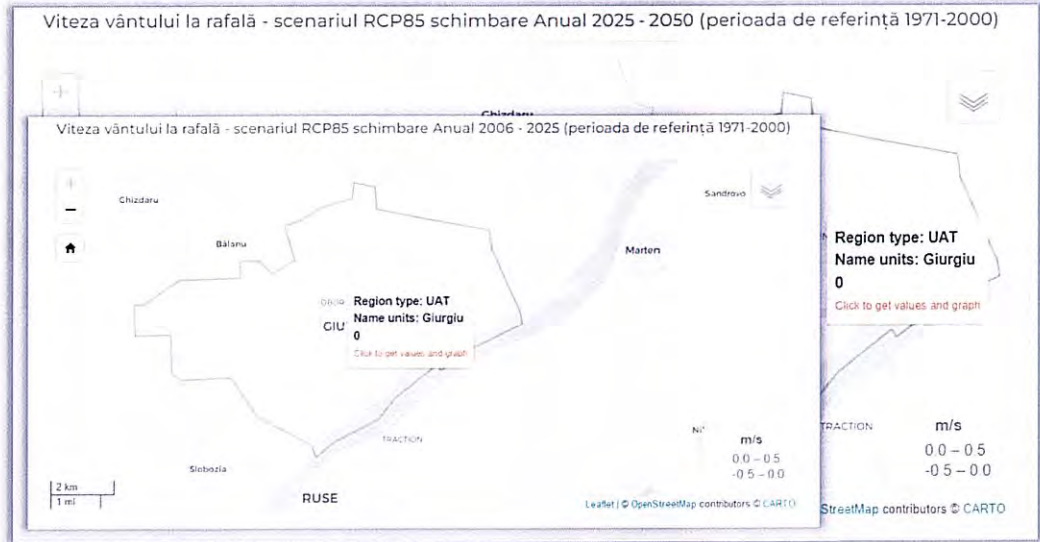 Viteza vântului la rafală - scenariul RCP85 schimbare Anual 2025 - 2050 (perioada de referință 1971-2000)
+
Chizdaru
Region type: UAT
Name units: Giurgiu
0
Click to get values and graph
TRACTION
m/s
0.0 – 0.5
-0.5 – 0.0
StreetMap contributors © CARTO
Viteza vântului la rafală - scenariul RCP85 schimbare Anual 2006 - 2025 (perioada de referință 1971-2000)
+
−
Chizdaru
Sandrovo
Bălanu
Marten
Region type: UAT
Name units: Giurgiu
GIU
0
Click to get values and graph
TRACTION
Slobozia
RUSE
2 km
1 mi
m/s
0.0 – 0.5
-0.5 – 0.0
Leaflet | © OpenStreetMap contributors © CARTO